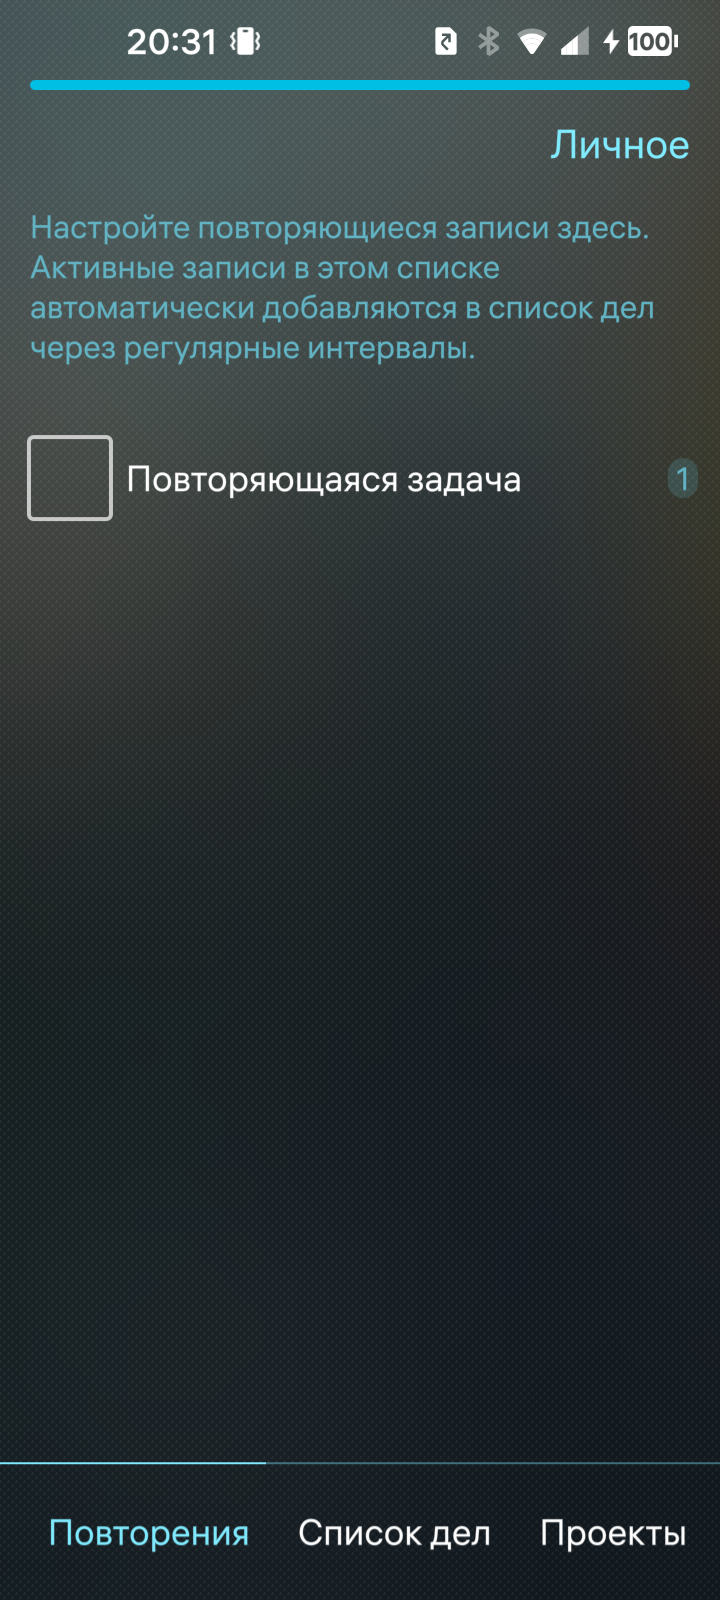 20:31
100
Личное
Настройте повторяющиеся записи здесь.
Активные записи в этом списке
автоматически добавляются в список дел
через регулярные интервалы.
Повторяющаяся задача 1
Повторения Список дел Проекты